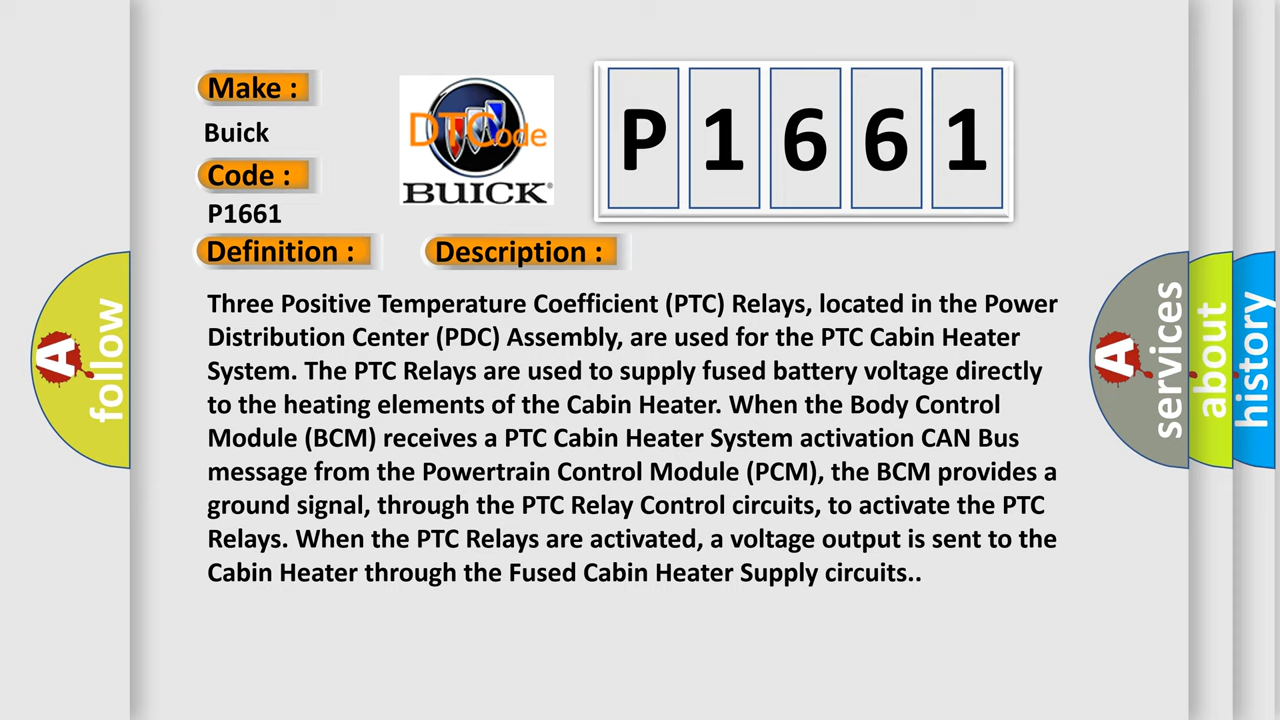 Make :
Buick
Code :
P1661
DTCode
BUICK
P1661
Definition :
Description :
Three Positive Temperature Coefficient (PTC) Relays, located in the Power
Distribution Center (PDC) Assembly, are used for the PTC Cabin Heater
System. The PTC Relays are used to supply fused battery voltage directly
to the heating elements of the Cabin Heater. When the Body Control
Module (BCM) receives a PTC Cabin Heater System activation CAN Bus
message from the Powertrain Control Module (PCM), the BCM provides a
ground signal, through the PTC Relay Control circuits, to activate the PTC
Relays. When the PTC Relays are activated, a voltage output is sent to the
Cabin Heater through the Fused Cabin Heater Supply circuits..
A follow
A services
about
history